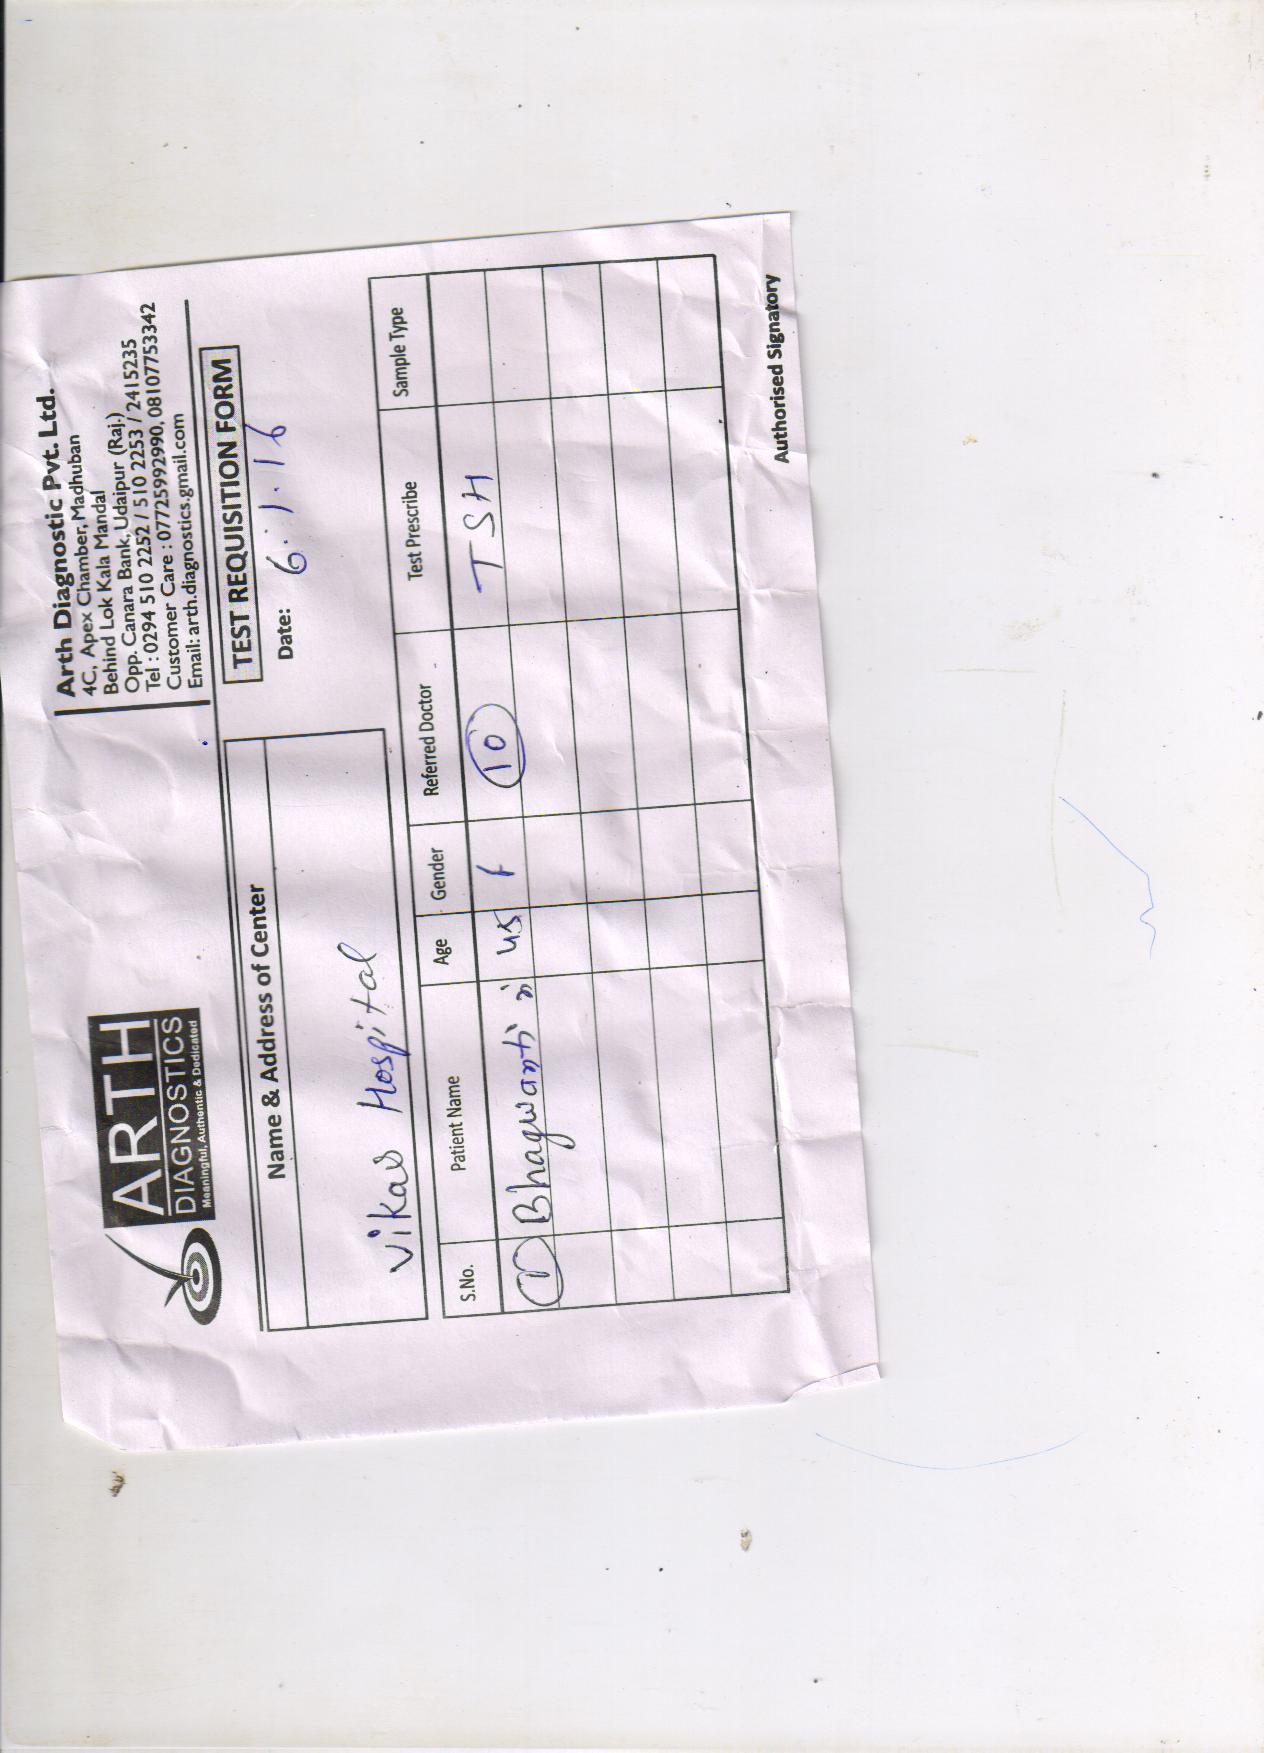 ARTH
DIAGNOSTICS
Meaningful, Authentic & Dedicated
Arth Diagnostic Pvt. Ltd.
4C, Apex Chamber, Madhuban
Behind Lok Kala Mandal
Opp. Canara Bank, Udaipur (Raj.)
Tel : 0294 510 2252 / 510 2253 / 2415235
Customer Care : 07725992990, 08107753342
Email: arth.diagnostics.gmail.com
TEST REQUISITION FORM
Name & Address of Center
Date: 6.1.16
Vikas Hospital
S.No. Patient Name Age Gender Referred Doctor Test Prescribe Sample Type
1 Bhagwanti 45 f 10 TSH
Authorised Signatory